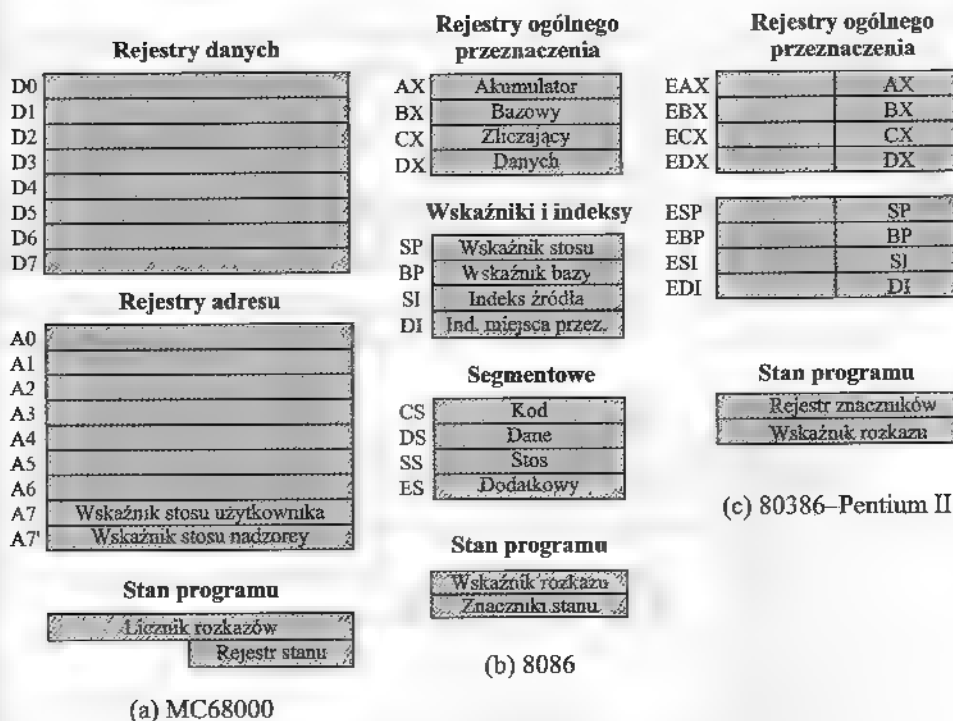 Rejestry danych
D0
D1
D2
D3
D4
D5
D6
D7
Rejestry adresu
A0
A1
A2
A3
A4
A5
A6
A7 Wskaźnik stosu użytkownika
A7' Wskaźnik stosu nadzorcy
Stan programu
Licznik rozkazów
Rejestr stanu
(a) MC68000
Rejestry ogólnego
przeznaczenia
AX Akumulator
BX Bazowy
CX Zliczający
DX Danych
Wskaźniki i indeksy
SP Wskaźnik stosu
BP Wskaźnik bazy
SI Indeks źródła
DI Ind. miejsca przez.
Segmentowe
CS Kod
DS Dane
SS Stos
ES Dodatkowy
Stan programu
Wskaźnik rozkazu
Znaczniki stanu
(b) 8086
Rejestry ogólnego
przeznaczenia
EAX AX
EBX BX
ECX CX
EDX DX
ESP SP
EBP BP
ESI SI
EDI DI
Stan programu
Rejestr znaczników
Wskaźnik rozkazu
(c) 80386–Pentium II